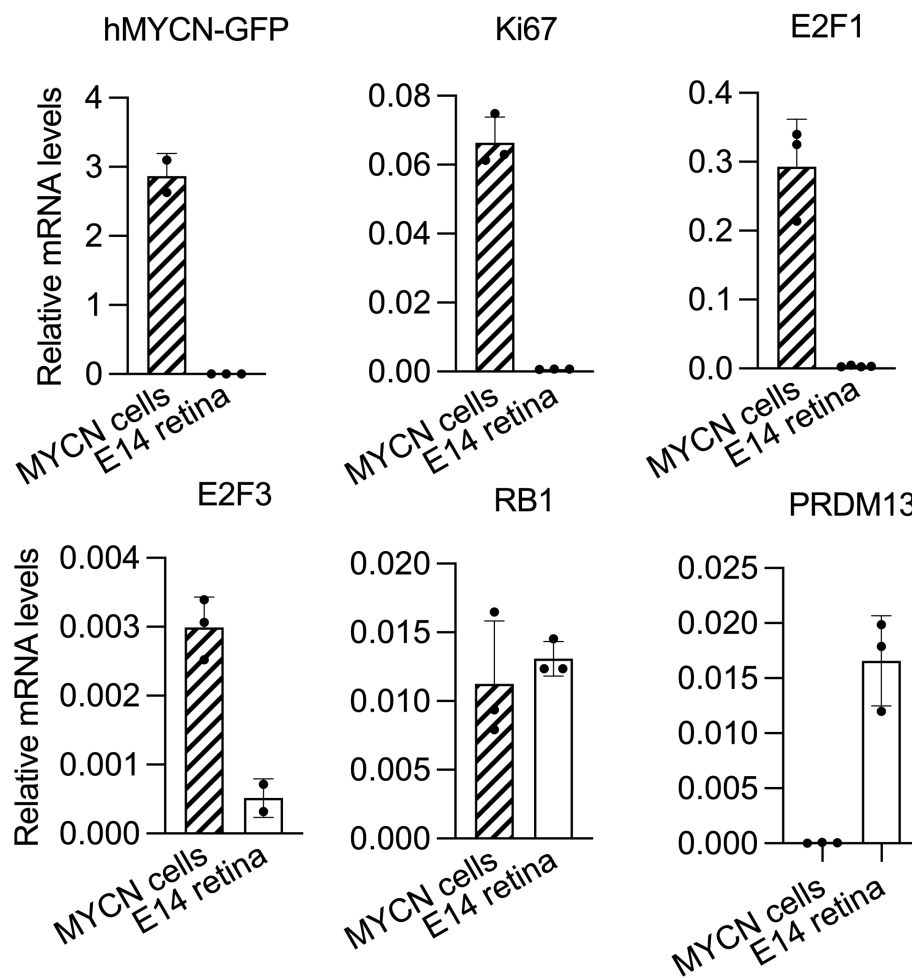 hMYCN-GFP
Relative mRNA levels
4
3
2
1
0
MYCN cells
E14 retina
Ki67
0.08
0.06
0.04
0.02
0.00
MYCN cells
E14 retina
E2F1
0.4
0.3
0.2
0.1
0.0
MYCN cells
E14 retina
E2F3
Relative mRNA levels
0.004
0.003
0.002
0.001
0.000
MYCN cells
E14 retina
RB1
0.020
0.015
0.010
0.005
0.000
MYCN cells
E14 retina
PRDM13
0.025
0.020
0.015
0.010
0.005
0.000
MYCN cells
E14 retina